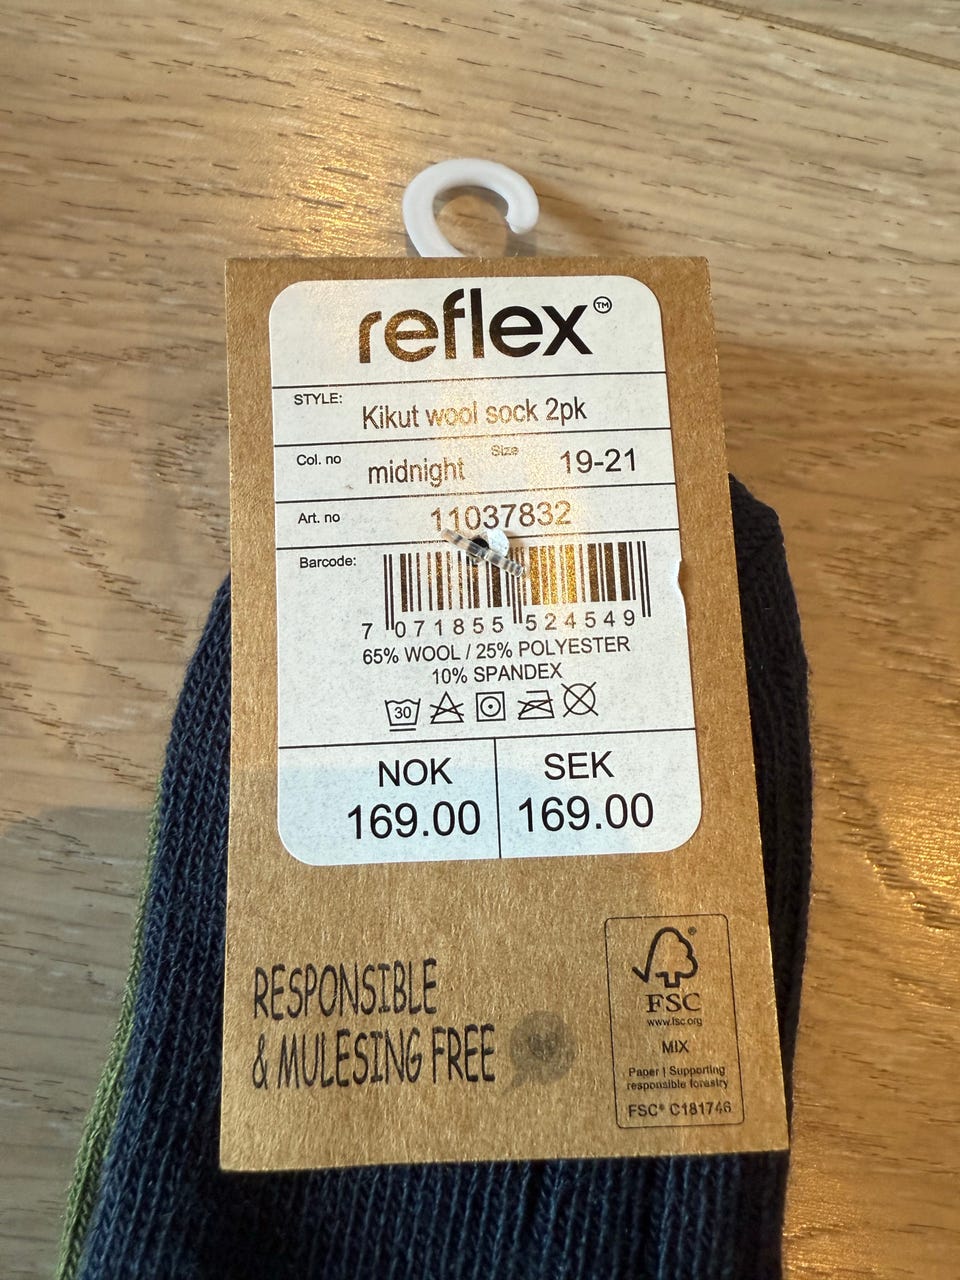 reflex™
STYLE: Kikut wool sock 2pk
Col. no midnight Size 19-21
Art. no 11037832
Barcode:
7 071855 524549
65% WOOL / 25% POLYESTER
10% SPANDEX
30
NOK SEK
169.00 169.00
RESPONSIBLE
& MULESING FREE
FSC®
www.fsc.org
MIX
Paper | Supporting
responsible forestry
FSC® C181746